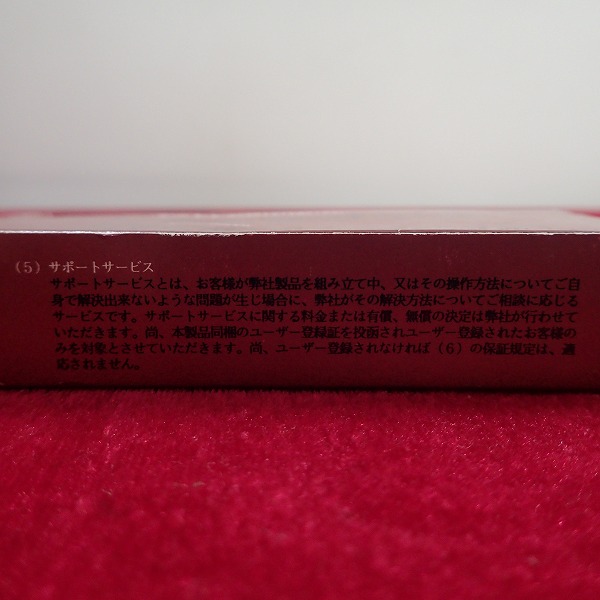 (5) サポートサービス
サポートサービスとは、お客様が弊社製品を組み立て中、又はその操作方法についてご自
身で解決出来ないような問題が生じ場合に、弊社がその解決方法についてご相談に応じる
サービスです。サポートサービスに関する料金または有償、無償の決定は弊社が行わせて
いただきます。尚、本製品同梱のユーザー登録証を投函されユーザー登録されたお客様の
みを対象とさせていただきます。尚、ユーザー登録されなければ(6)の保証規定は、適
応されません。